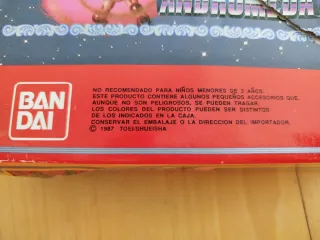 ANDROMEDA
BAN
DAI
NO RECOMENDADO PARA NIÑOS MENORES DE 3 AÑOS.
ESTE PRODUCTO CONTIENE ALGUNOS PEQUEÑOS ACCESORIOS QUE,
AUNQUE NO SON PELIGROSOS, SE PUEDEN TRAGAR.
LOS COLORES DEL PRODUCTO PUEDEN SER DISTINTOS
DE LOS INDICADOS EN LA CAJA.
CONSERVAR EL EMBALAJE O LA DIRECCION DEL IMPORTADOR.
© 1987 TOEI/SHUEISHA